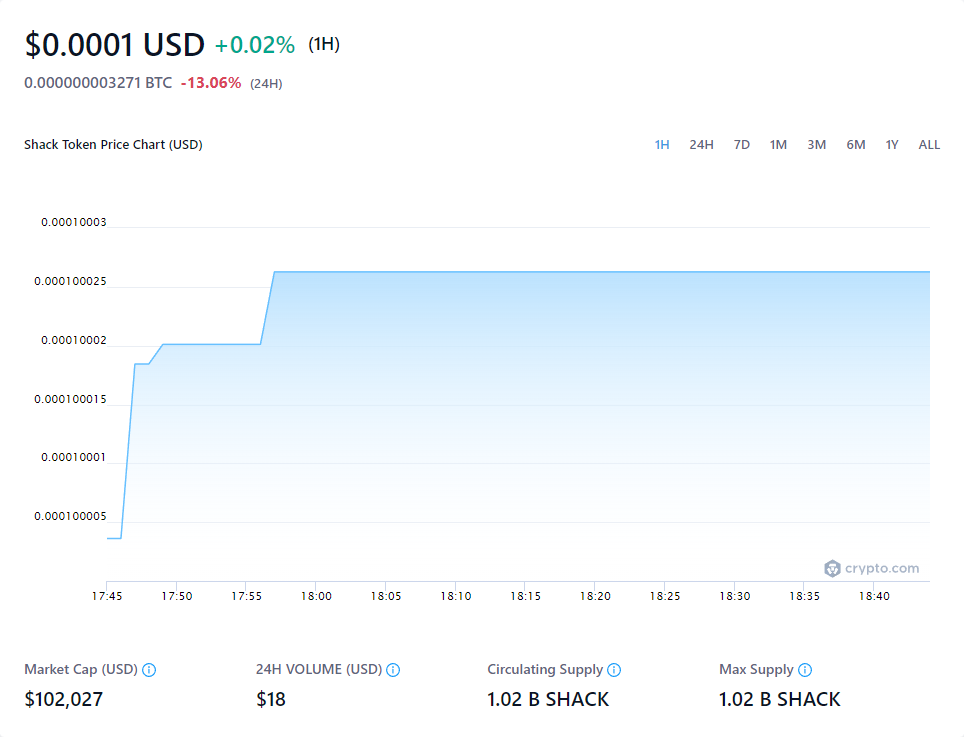 $0.0001 USD +0.02% (1H)
0.000000003271 BTC -13.06% (24H)
Shack Token Price Chart (USD)
1H 24H 7D 1M 3M 6M 1Y ALL
0.00010003
0.000100025
0.00010002
0.000100015
0.00010001
0.000100005
crypto.com
17:45 17:50 17:55 18:00 18:05 18:10 18:15 18:20 18:25 18:30 18:35 18:40
Market Cap (USD) 24H VOLUME (USD) Circulating Supply Max Supply
$102,027 $18 1.02 B SHACK 1.02 B SHACK